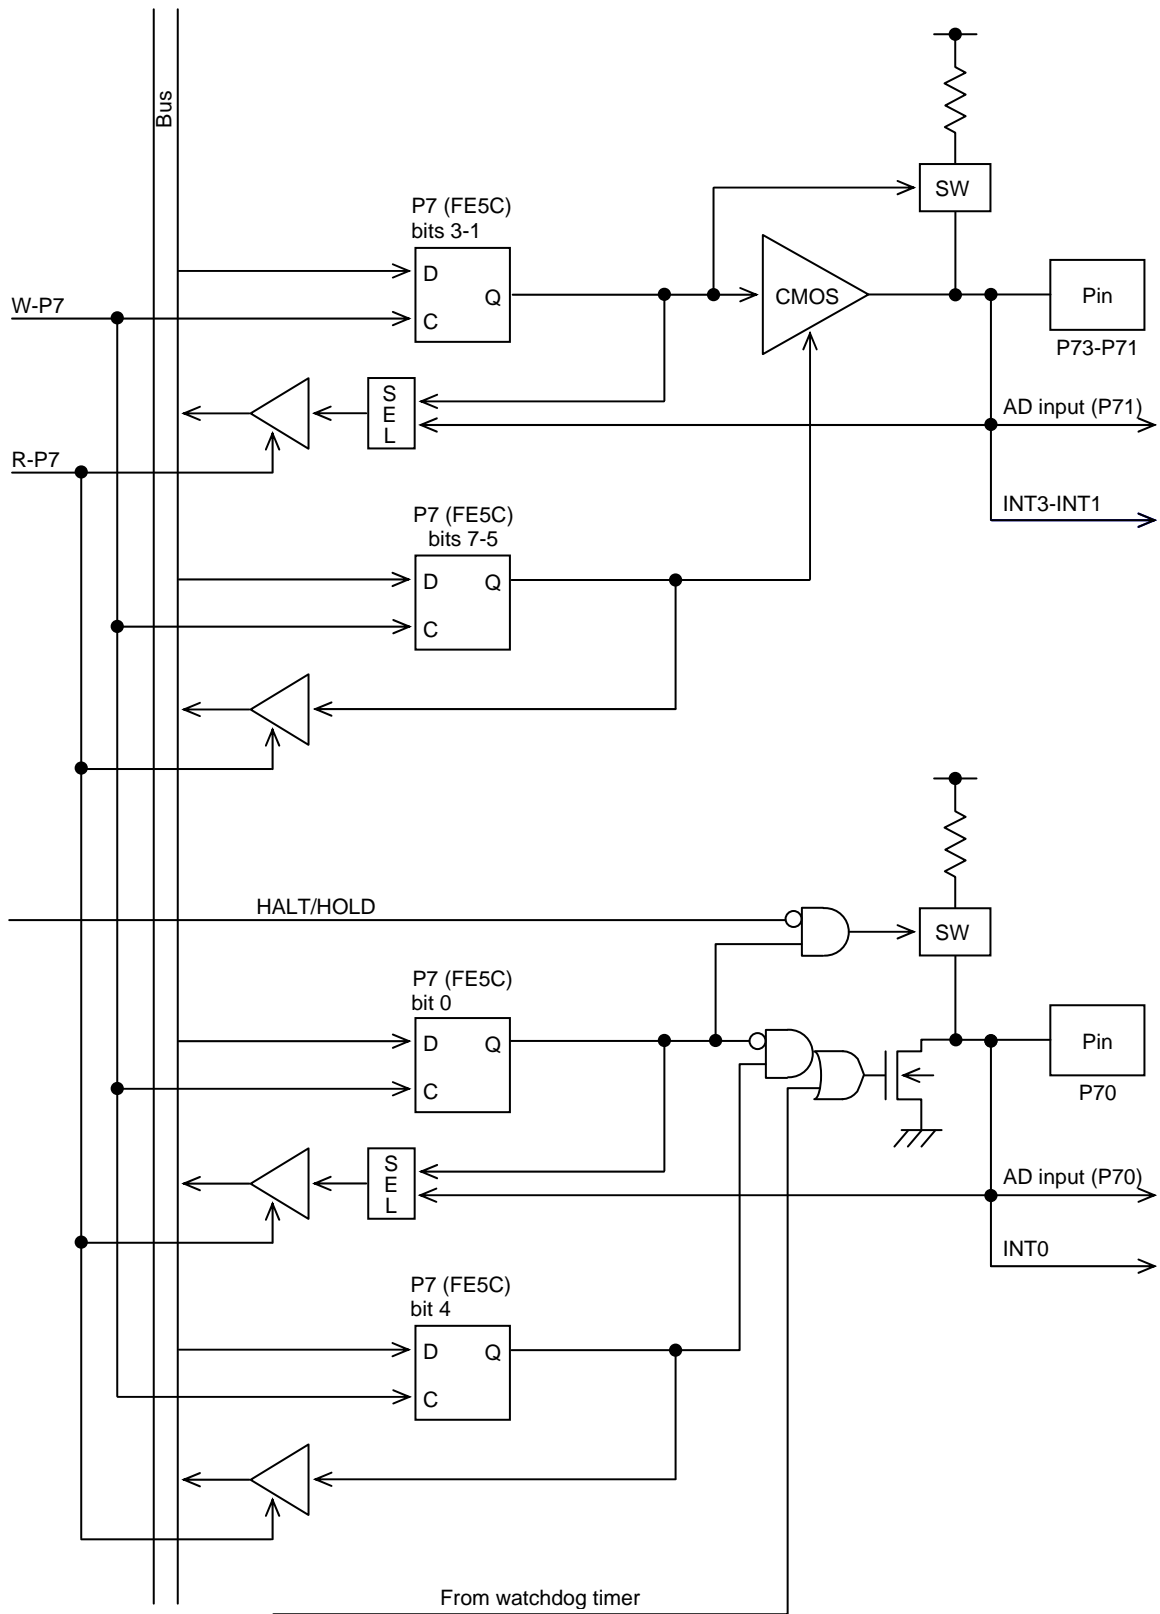 Bus
SW
P7 (FE5C)
bits 3-1
D
Q
C
CMOS
Pin
P73-P71
W-P7
SEL
AD input (P71)
R-P7
INT3-INT1
P7 (FE5C)
bits 7-5
D
Q
C
HALT/HOLD
SW
P7 (FE5C)
bit 0
D
Q
C
Pin
P70
SEL
AD input (P70)
INT0
P7 (FE5C)
bit 4
D
Q
C
From watchdog timer